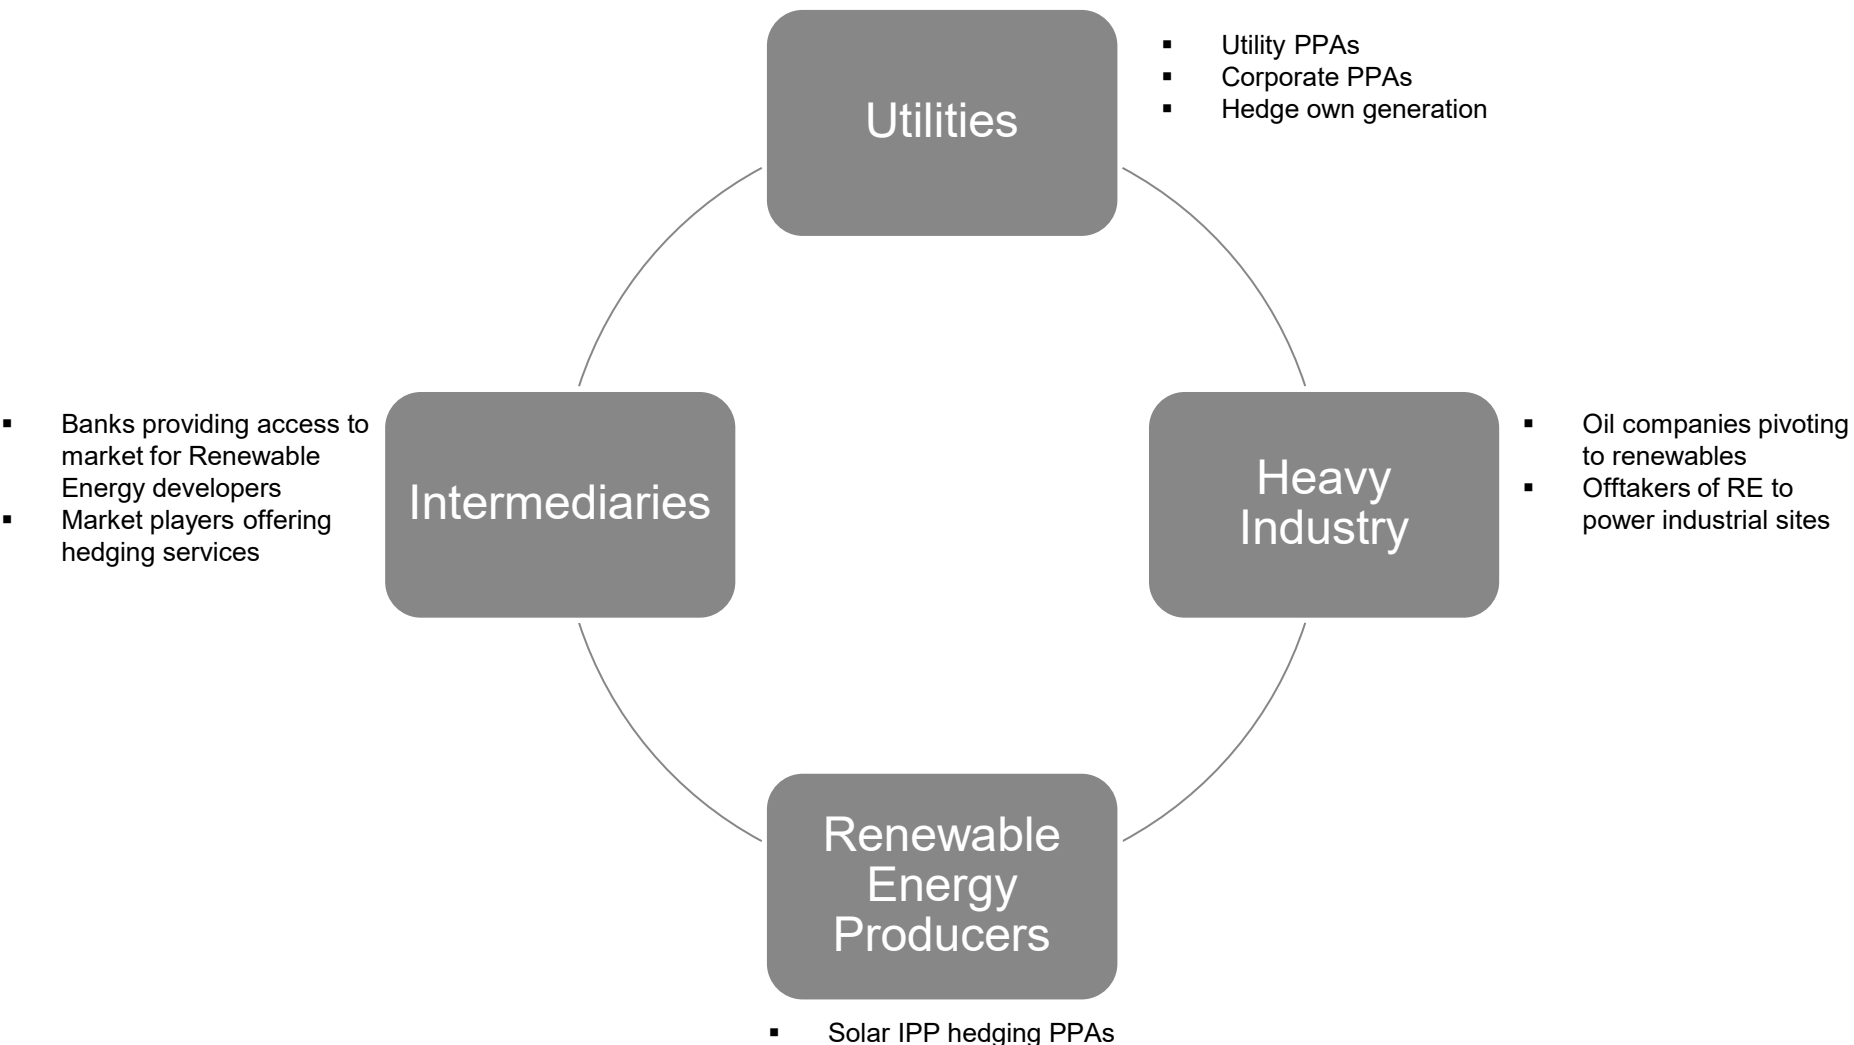 Utilities
▪ Utility PPAs
▪ Corporate PPAs
▪ Hedge own generation
▪ Banks providing access to
market for Renewable
Energy developers
▪ Market players offering
hedging services
Intermediaries
Heavy
Industry
▪ Oil companies pivoting
to renewables
▪ Offtakers of RE to
power industrial sites
Renewable
Energy
Producers
▪ Solar IPP hedging PPAs